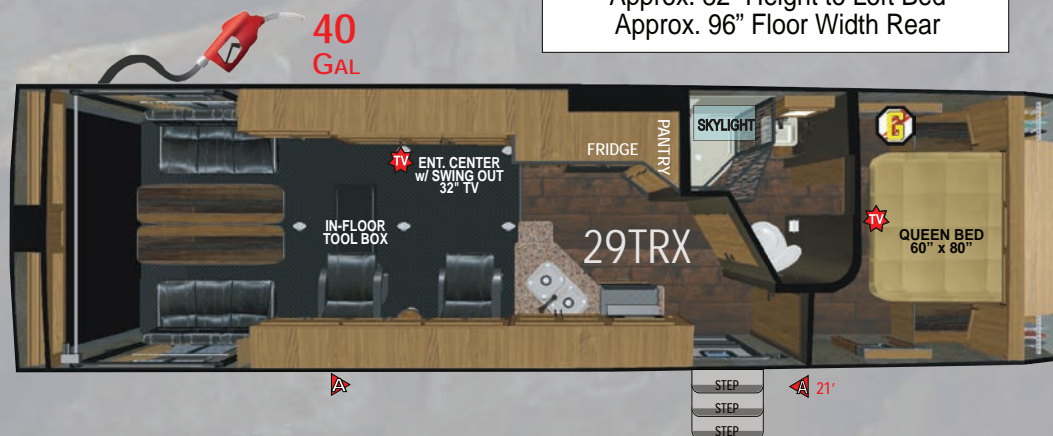 Approx. 96” Floor Width Rear
40
GAL
SKYLIGHT
PANTRY
FRIDGE
TV
ENT. CENTER
w/ SWING OUT
32" TV
IN-FLOOR
TOOL BOX
29TRX
TV
QUEEN BED
60” x 80”
A
STEP
A 21'
STEP
STEP